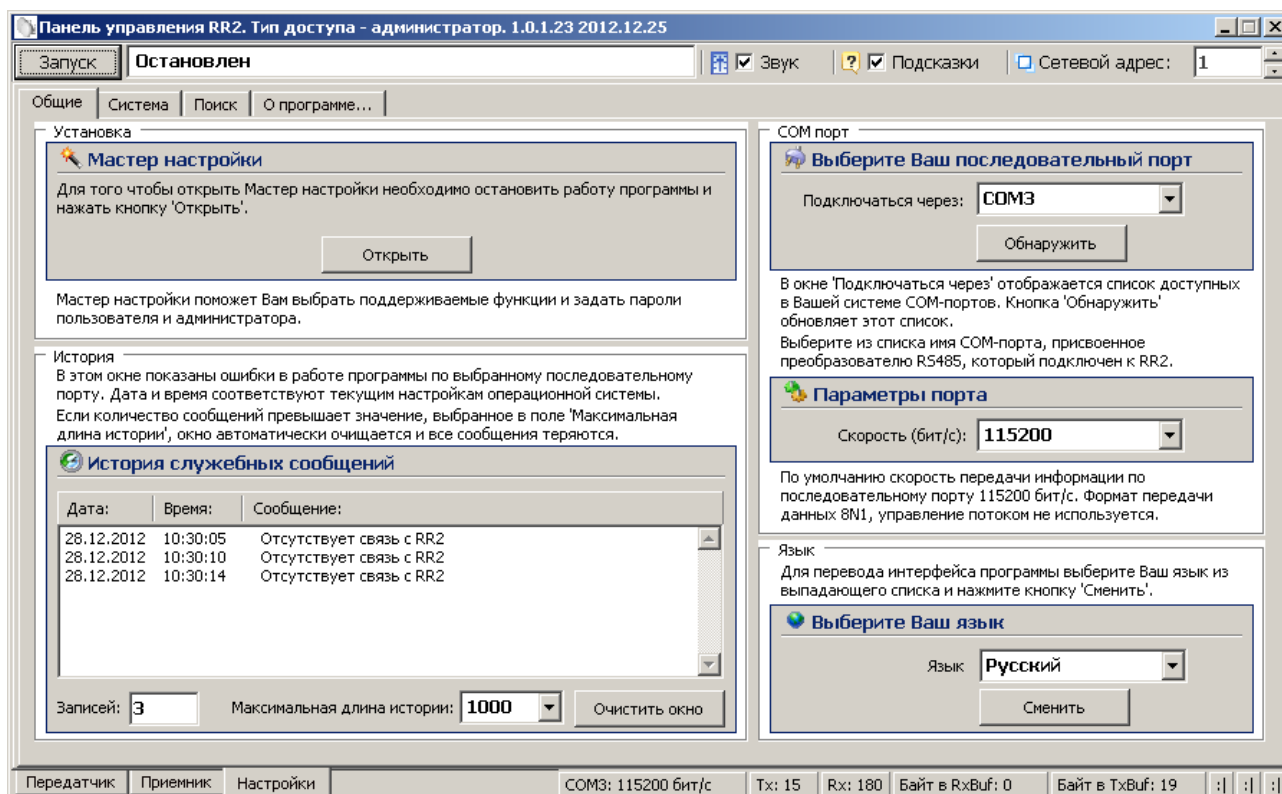 Панель управления RR2. Тип доступа - администратор. 1.0.1.23 2012.12.25
Запуск
Остановлен
Звук
Подсказки
Сетевой адрес:
1
Общие
Система
Поиск
О программе...
Установка
Мастер настройки
Для того чтобы открыть Мастер настройки необходимо остановить работу программы и
нажать кнопку 'Открыть'.
Открыть
Мастер настройки поможет Вам выбрать поддерживаемые функции и задать пароли
пользователя и администратора.
История
В этом окне показаны ошибки в работе программы по выбранному последовательному
порту. Дата и время соответствуют текущим настройкам операционной системы.
Если количество сообщений превышает значение, выбранное в поле 'Максимальная
длина истории', окно автоматически очищается и все сообщения теряются.
История служебных сообщений
Дата: Время: Сообщение:
28.12.2012 10:30:05 Отсутствует связь с RR2
28.12.2012 10:30:10 Отсутствует связь с RR2
28.12.2012 10:30:14 Отсутствует связь с RR2
Записей: 3
Максимальная длина истории: 1000
Очистить окно
COM порт
Выберите Ваш последовательный порт
Подключаться через: COM3
Обнаружить
В окне 'Подключаться через' отображается список доступных
в Вашей системе COM-портов. Кнопка 'Обнаружить'
обновляет этот список.
Выберите из списка имя COM-порта, присвоенное
преобразователю RS485, который подключен к RR2.
Параметры порта
Скорость (бит/с): 115200
По умолчанию скорость передачи информации по
последовательному порту 115200 бит/с. Формат передачи
данных 8N1, управление потоком не используется.
Язык
Для перевода интерфейса программы выберите Ваш язык из
выпадающего списка и нажмите кнопку 'Сменить'.
Выберите Ваш язык
Язык Русский
Сменить
Передатчик
Приемник
Настройки
COM3: 115200 бит/с
Tx: 15
Rx: 180
Байт в RxBuf: 0
Байт в TxBuf: 19
:|
:|
:|